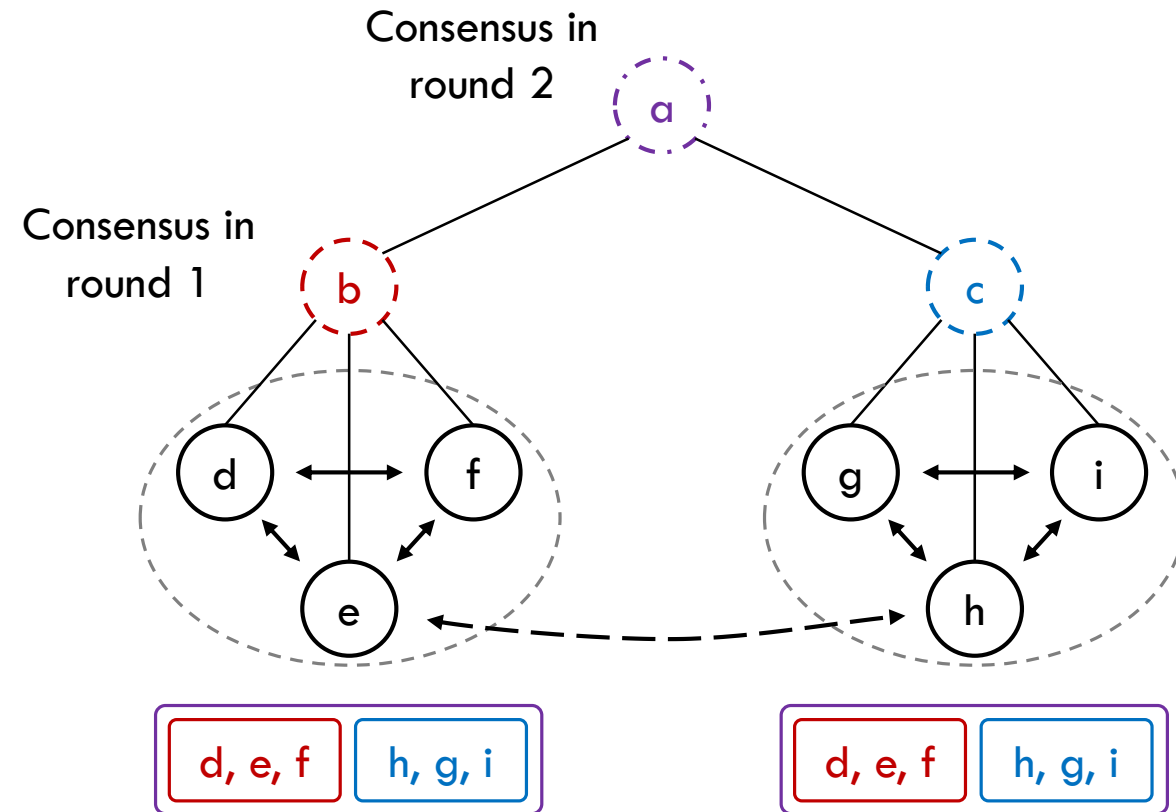 Consensus in
round 2
a
Consensus in
round 1
b
c
d
f
g
i
e
h
d, e, f
h, g, i
d, e, f
h, g, i